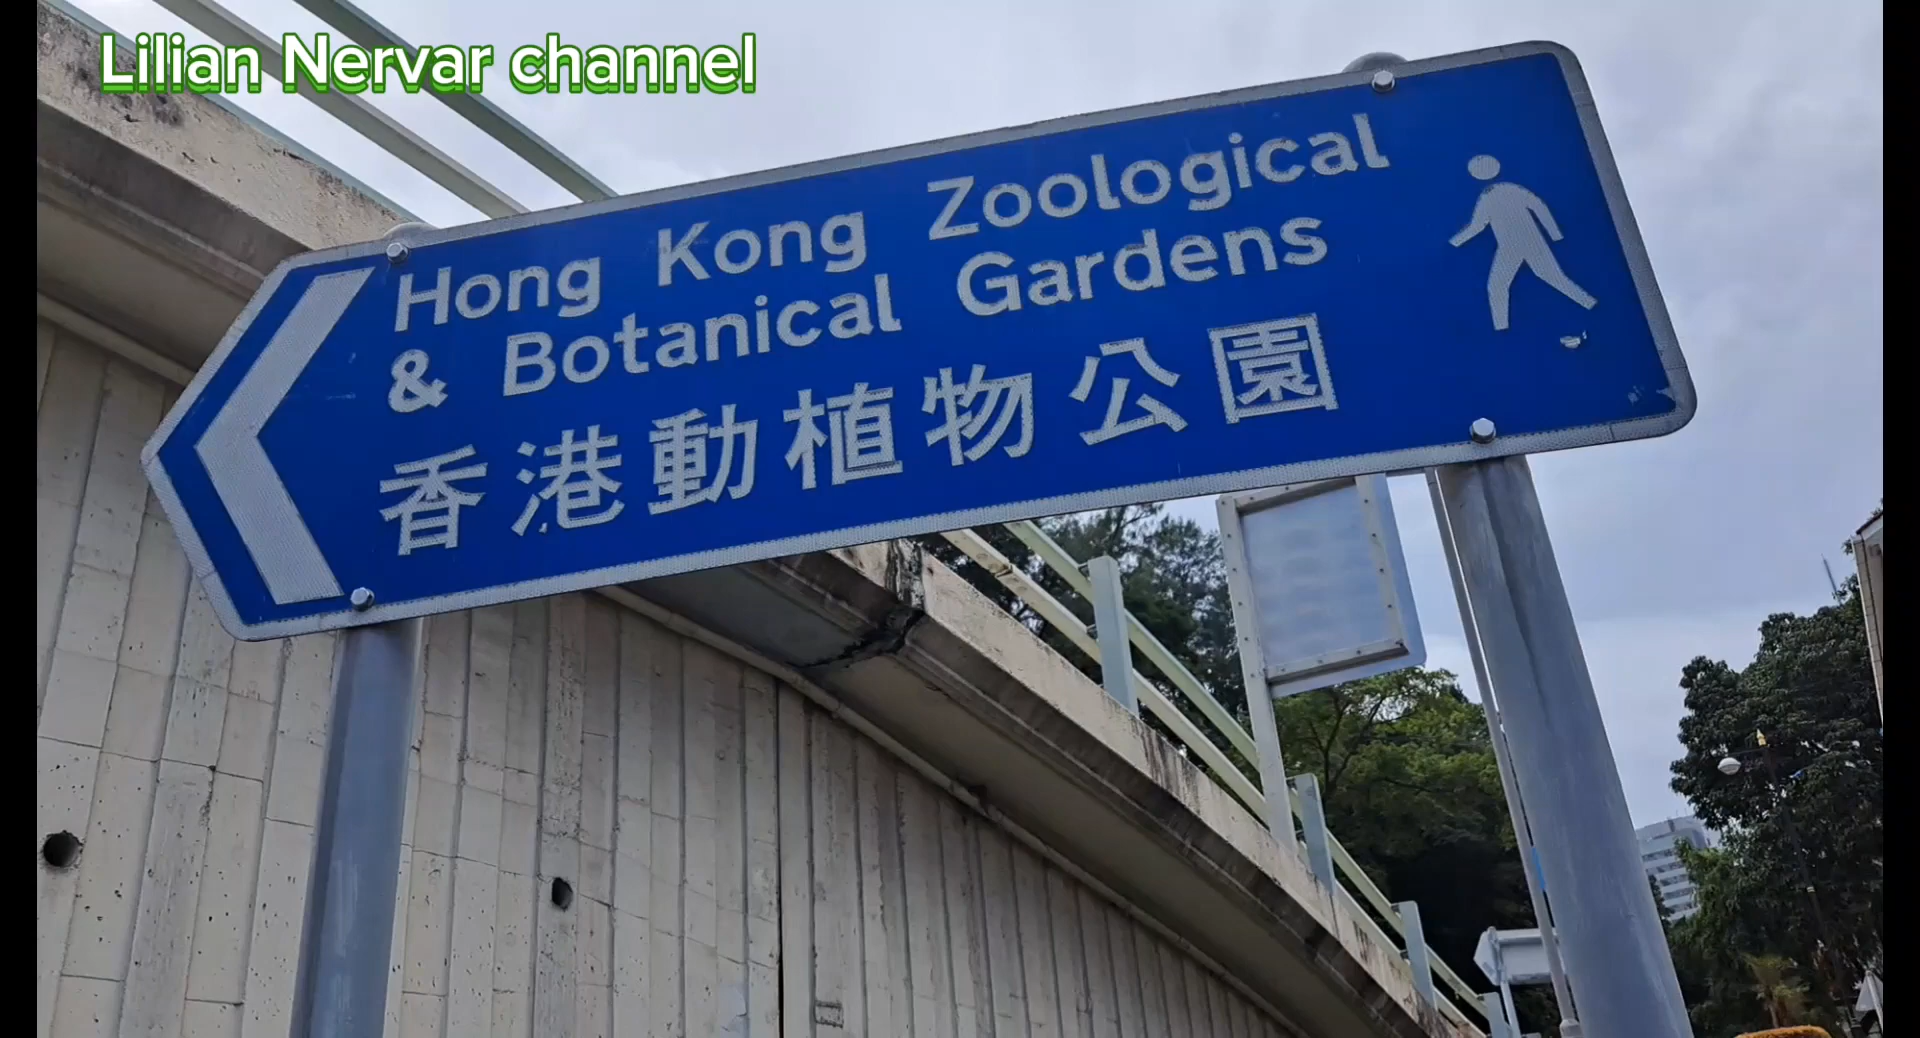 Lilian Nervar channel
Hong Kong Zoological
& Botanical Gardens
香港動植物公園